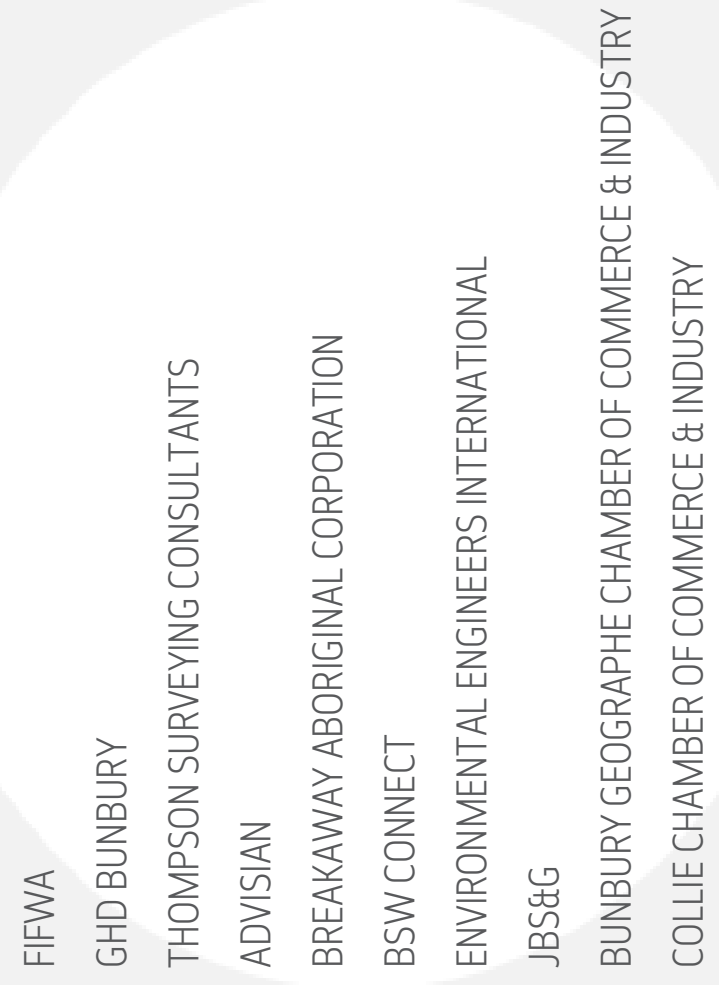 FIFWA
GHD BUNBURY
THOMPSON SURVEYING CONSULTANTS
ADVISIAN
BREAKAWAY ABORIGINAL CORPORATION
BSW CONNECT
ENVIRONMENTAL ENGINEERS INTERNATIONAL
JBS&G
BUNBURY GEOGRAPHE CHAMBER OF COMMERCE & INDUSTRY
COLLIE CHAMBER OF COMMERCE & INDUSTRY